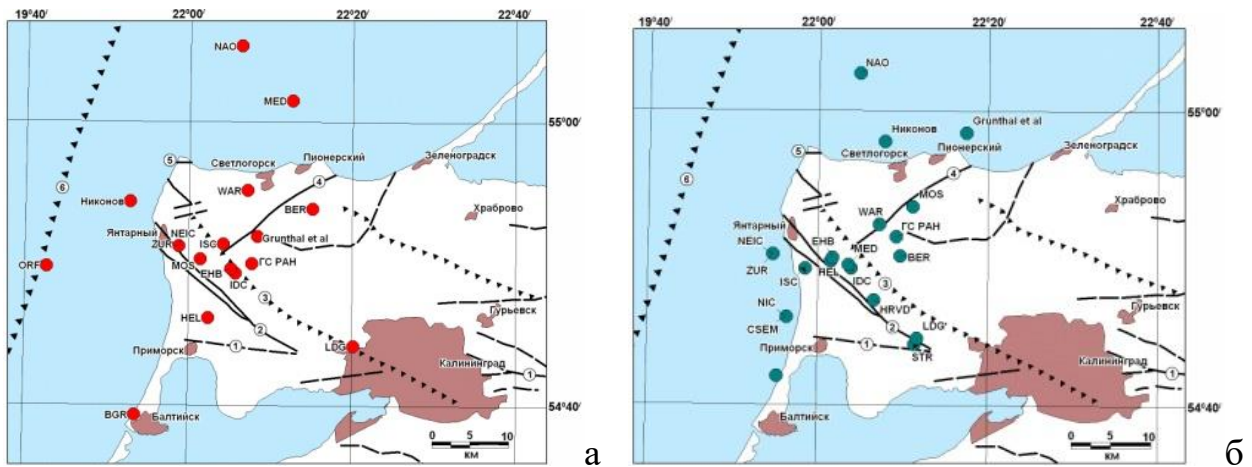 19°40'
22°00'
22°20'
22°40'
NAO
MED
55°00'
5
Светлогорск
Пионерский
Зеленоградск
6
WAR
4
Никонов
BER
Храброво
Янтарный
NEIC
ZUR
ISC
Grunthal et al
ORF
MOS
EHB
ГС РАН
IDC
3
Гурьевск
HEL
2
Приморск
1
LDG
Калининград
1
BGR
Балтийск
54°40'
0 5 10
км
а
19°40'
22°00'
22°20'
22°40'
NAO
55°00'
Никонов
Grunthal et al
5
Светлогорск
Пионерский
Зеленоградск
6
4
MOS
Храброво
WAR
Янтарный
ГС РАН
NEIC
EHB
MED
BER
ZUR
HEL
IDC
ISC
3
NIC
HRVD
Гурьевск
CSEM
2
LDG
Приморск
1
STR
Калининград
1
Балтийск
54°40'
0 5 10
км
б